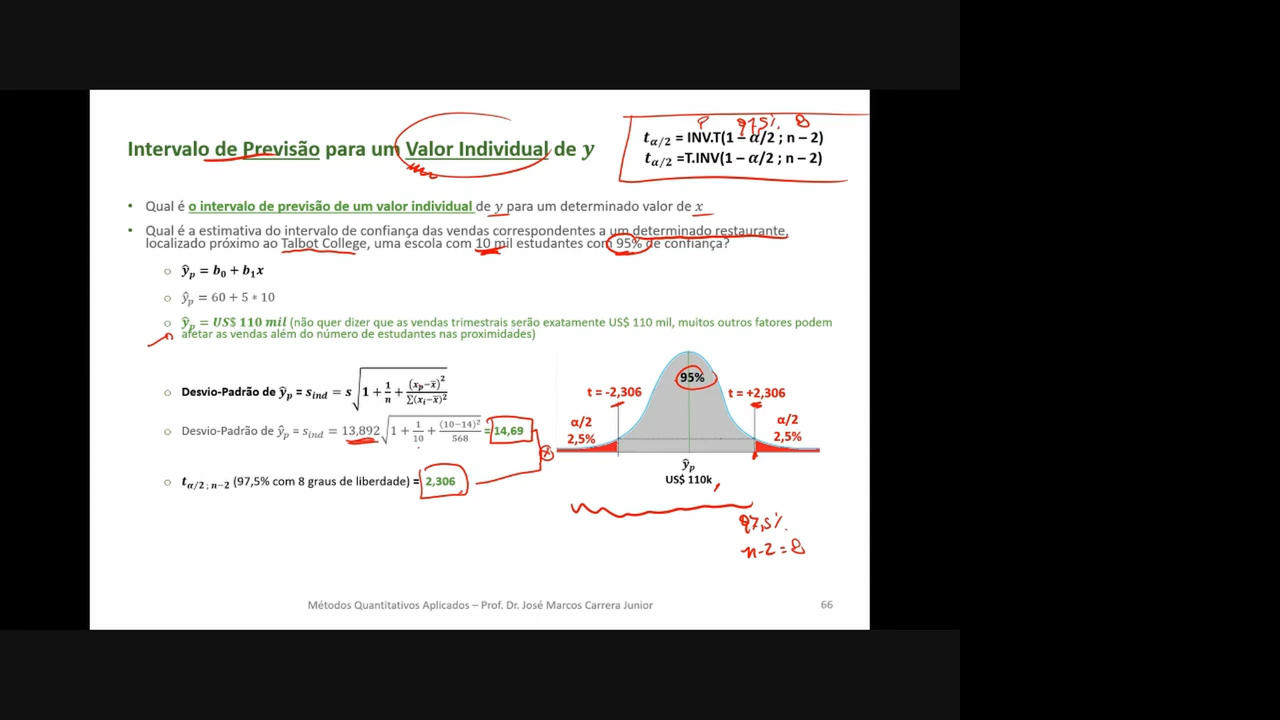 Intervalo de Previsão para um Valor Individual de y
P 97,5% 8
t α/2 = INV.T(1 – α/2 ; n – 2)
t α/2 =T.INV(1 – α/2 ; n – 2)
• Qual é o intervalo de previsão de um valor individual de y para um determinado valor de x
• Qual é a estimativa do intervalo de confiança das vendas correspondentes a um determinado restaurante,
localizado próximo ao Talbot College, uma escola com 10 mil estudantes com 95% de confiança?
○ ŷp = b0 + b1x
○ ŷp = 60 + 5 * 10
○ ŷp = US$ 110 mil (não quer dizer que as vendas trimestrais serão exatamente US$ 110 mil, muitos outros fatores podem
afetar as vendas além do número de estudantes nas proximidades)
○ Desvio-Padrão de ŷp = sind = s √(1 + 1/n + (xp−x̄)²/∑(xi−x̄)²)
○ Desvio-Padrão de ŷp = sind = 13,892 √(1 + 1/10 + (10−14)²/568) = 14,69
○ tα/2 ; n−2 (97,5% com 8 graus de liberdade) = 2,306
95%
t = -2,306
t = +2,306
α/2
2,5%
α/2
2,5%
ŷp
US$ 110k
97,5%
n-2 = 8
Métodos Quantitativos Aplicados – Prof. Dr. José Marcos Carrera Junior
66